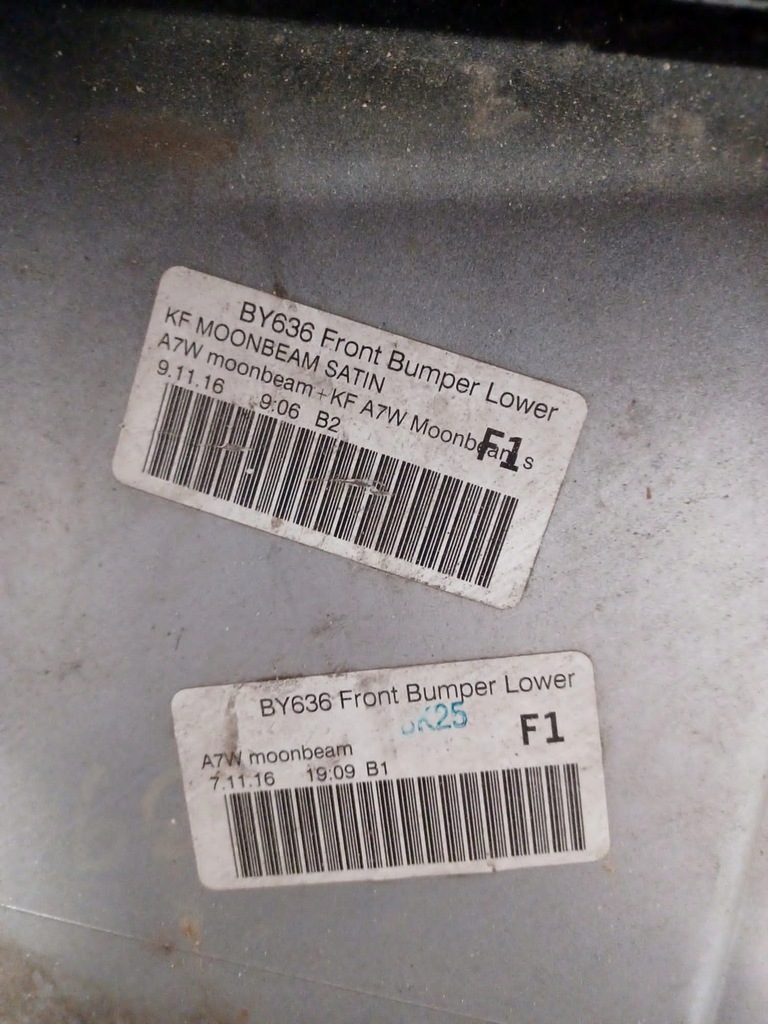 BY636 Front Bumper Lower
KF MOONBEAM SATIN
A7W moonbeam+KF A7W Moonbeam s
F1
9.11.16 9:06 B2
BY636 Front Bumper Lower
F1
A7W moonbeam
7.11.16 19:09 B1